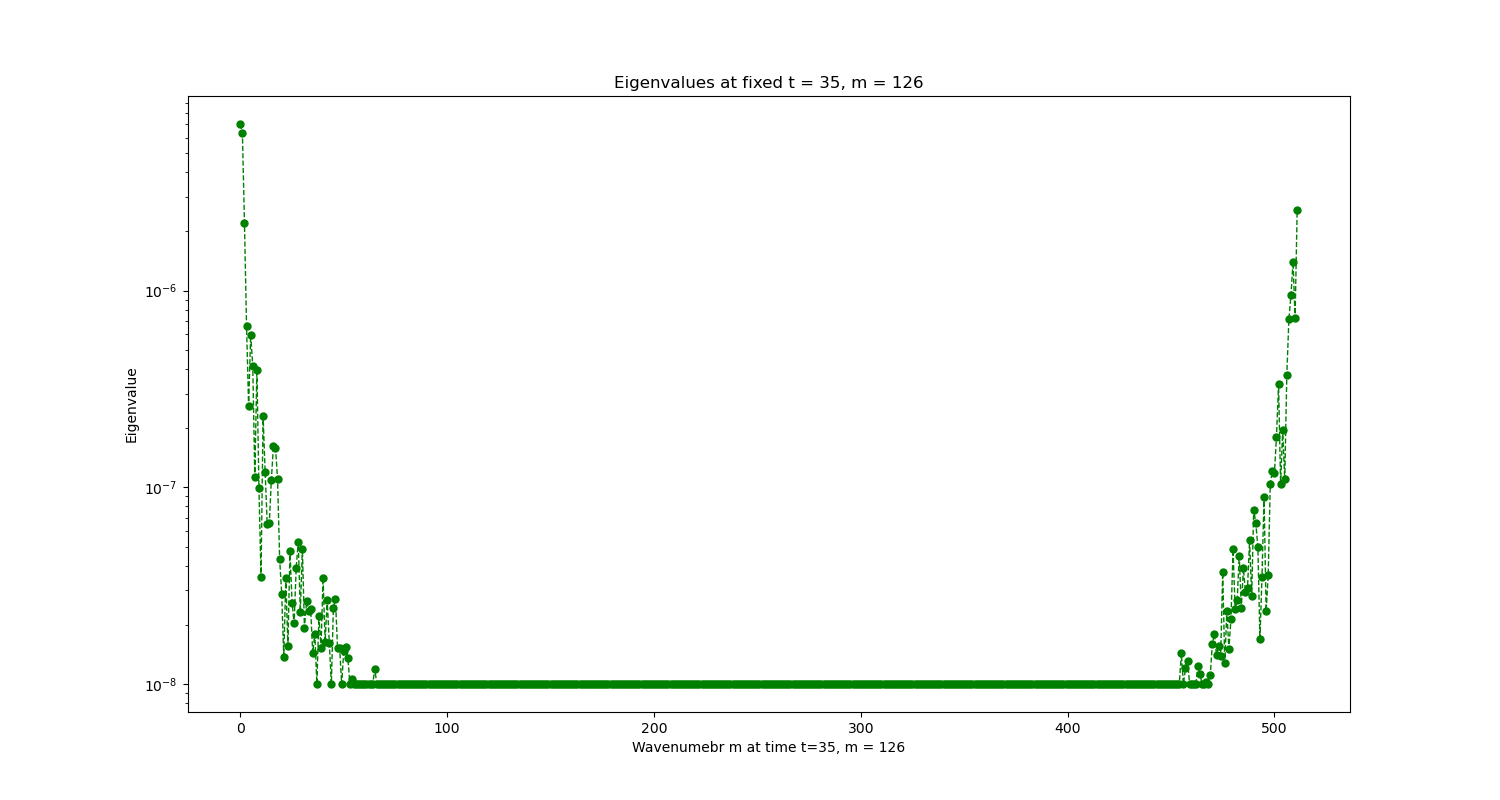 Eigenvalues at fixed t = 35, m = 126
10⁻⁶
10⁻⁷
10⁻⁸
Eigenvalue
0 100 200 300 400 500
Wavenumebr m at time t=35, m = 126